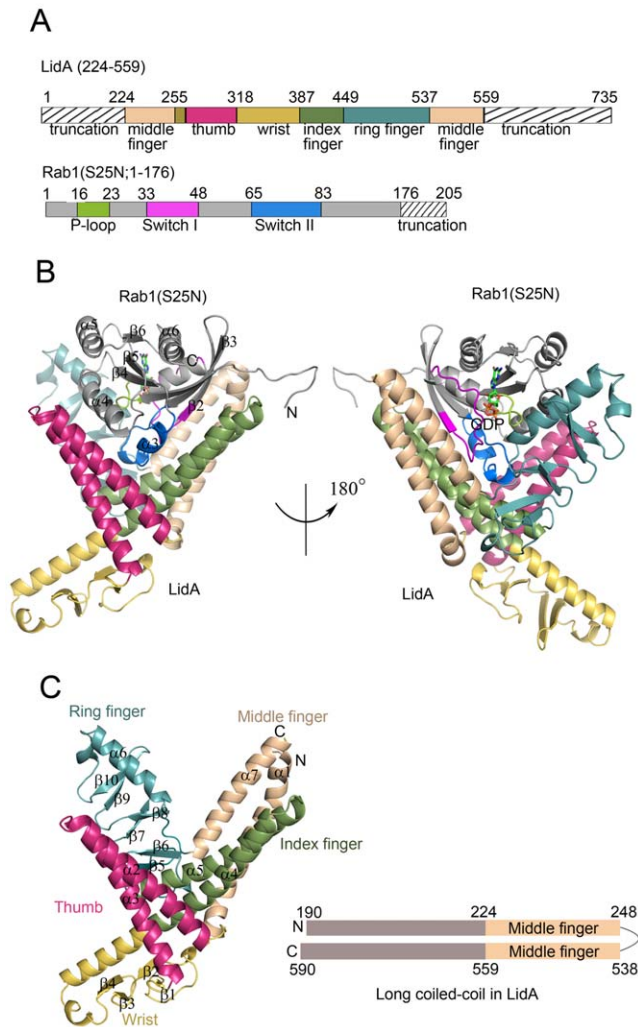 A
LidA (224-559)
1 224 255 318 387 449 537 559 735
truncation middle finger thumb wrist index finger ring finger middle finger truncation
Rab1(S25N;1-176)
1 16 23 33 48 65 83 176 205
P-loop Switch I Switch II truncation
B
Rab1(S25N) Rab1(S25N)
α5 β6 α6 β3
β5 C
β4
α4 β2
α3 N
GDP
180°
LidA LidA
C
Ring finger Middle finger
C
N
α6 α7 α1
β10
β9
β8
β7 Index finger
β6
β5 α5 α4
α2
α3
Thumb
β2
β4 β1
β3
Wrist
190 224 248
N Middle finger
C Middle finger
590 559 538
Long coiled-coil in LidA